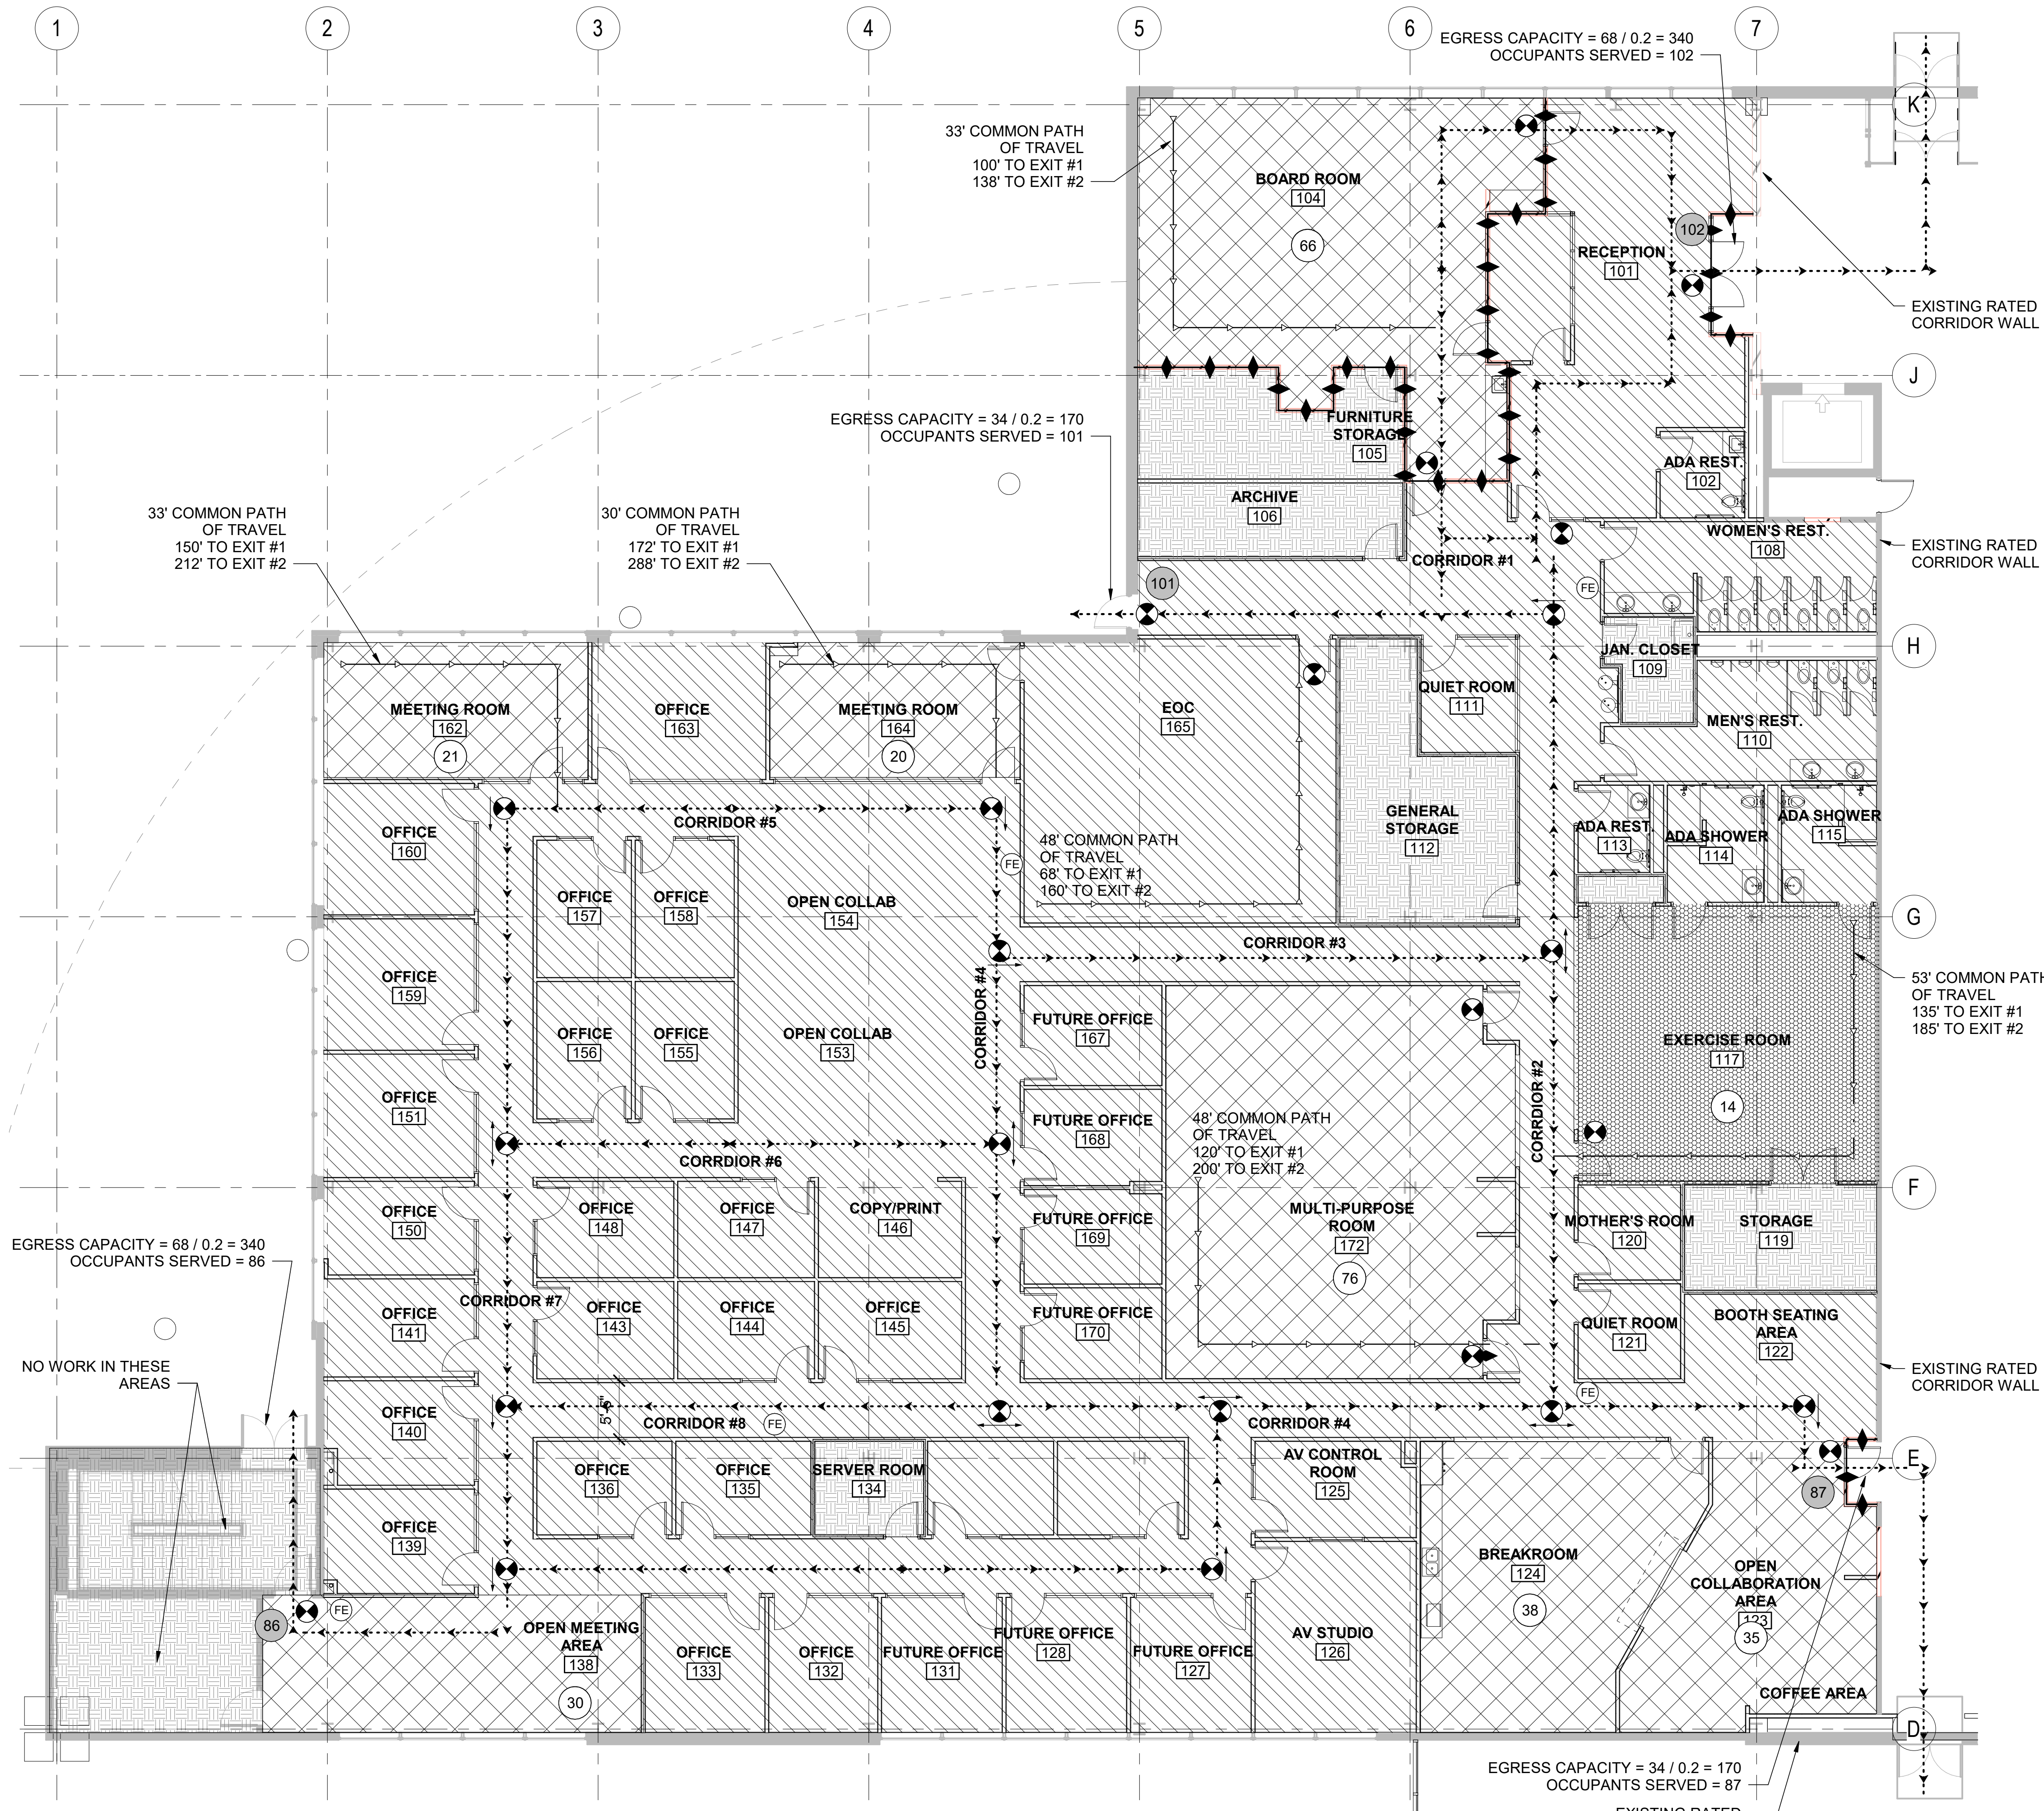 1
2
3
4
5
6
7
EGRESS CAPACITY = 68 / 0.2 = 340
OCCUPANTS SERVED = 102
K
33' COMMON PATH
OF TRAVEL
100' TO EXIT #1
138' TO EXIT #2
BOARD ROOM
104
66
102
RECEPTION
101
EXISTING RATED
CORRIDOR WALL
J
EGRESS CAPACITY = 34 / 0.2 = 170
OCCUPANTS SERVED = 101
FURNITURE
STORAGE
105
ADA REST.
102
ARCHIVE
106
33' COMMON PATH
OF TRAVEL
150' TO EXIT #1
212' TO EXIT #2
30' COMMON PATH
OF TRAVEL
172' TO EXIT #1
288' TO EXIT #2
WOMEN'S REST.
108
EXISTING RATED
CORRIDOR WALL
CORRIDOR #1
101
FE
H
JAN. CLOSET
109
MEETING ROOM
162
21
OFFICE
163
MEETING ROOM
164
20
EOC
165
QUIET ROOM
111
MEN'S REST.
110
CORRIDOR #5
OFFICE
160
FE
48' COMMON PATH
OF TRAVEL
68' TO EXIT #1
160' TO EXIT #2
GENERAL
STORAGE
112
ADA REST.
113
ADA SHOWER
114
ADA SHOWER
115
OFFICE
157
OFFICE
158
OPEN COLLAB
154
G
CORRIDOR #3
OFFICE
159
CORRIDOR #4
53' COMMON PATH
OF TRAVEL
135' TO EXIT #1
185' TO EXIT #2
OFFICE
156
OFFICE
155
OPEN COLLAB
153
FUTURE OFFICE
167
EXERCISE ROOM
117
14
OFFICE
151
CORRDIOR #2
FUTURE OFFICE
168
48' COMMON PATH
OF TRAVEL
120' TO EXIT #1
200' TO EXIT #2
CORRDIOR #6
F
OFFICE
150
OFFICE
148
OFFICE
147
COPY/PRINT
146
FUTURE OFFICE
169
MULTI-PURPOSE
ROOM
172
76
MOTHER'S ROOM
120
STORAGE
119
EGRESS CAPACITY = 68 / 0.2 = 340
OCCUPANTS SERVED = 86
CORRIDOR #7
OFFICE
141
OFFICE
143
OFFICE
144
OFFICE
145
FUTURE OFFICE
170
QUIET ROOM
121
BOOTH SEATING
AREA
122
NO WORK IN THESE
AREAS
EXISTING RATED
CORRIDOR WALL
FE
OFFICE
140
5'-5"
CORRIDOR #8
FE
CORRIDOR #4
E
OFFICE
136
OFFICE
135
SERVER ROOM
134
AV CONTROL
ROOM
125
87
OFFICE
139
BREAKROOM
124
38
OPEN
COLLABORATION
AREA
123
35
86
FE
OPEN MEETING
AREA
138
30
OFFICE
133
OFFICE
132
FUTURE OFFICE
131
FUTURE OFFICE
128
FUTURE OFFICE
127
AV STUDIO
126
COFFEE AREA
D
EGRESS CAPACITY = 34 / 0.2 = 170
OCCUPANTS SERVED = 87
EXISTING RATED